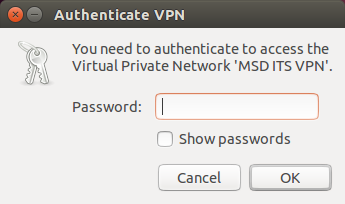 Authenticate VPN
You need to authenticate to access the
Virtual Private Network 'MSD ITS VPN'.
Password:
Show passwords
Cancel OK